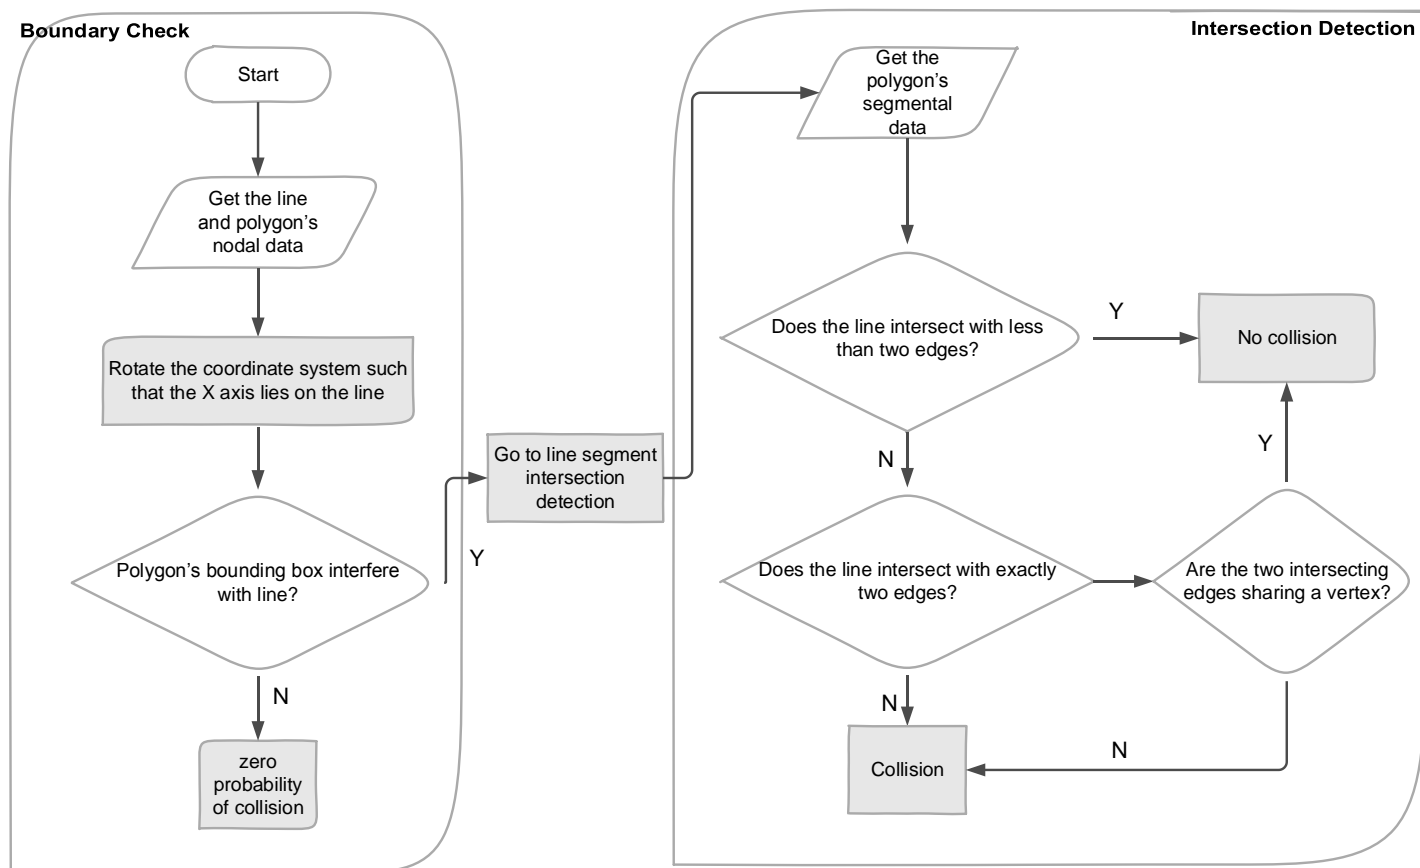 Boundary Check
Start
Get the line
and polygon’s
nodal data
Rotate the coordinate system such
that the X axis lies on the line
Polygon’s bounding box interfere
with line?
Y
N
zero
probability
of collision
Go to line segment
intersection
detection
Intersection Detection
Get the
polygon’s
segmental
data
Does the line intersect with less
than two edges?
Y
No collision
N
Y
Does the line intersect with exactly
two edges?
Are the two intersecting
edges sharing a vertex?
N
N
Collision